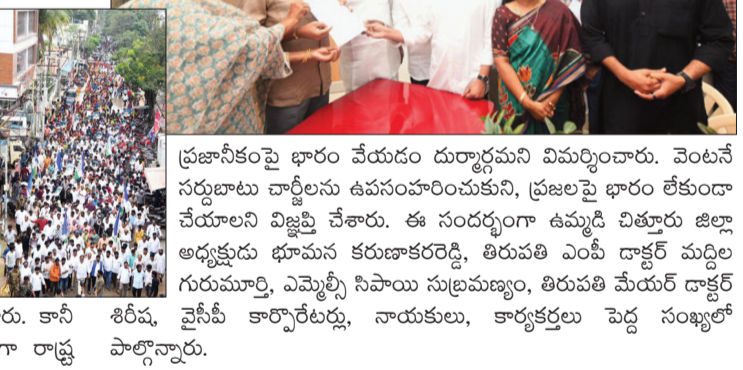 ప్రజానీకంపై భారం వేయడం దుర్మార్గమని విమర్శించారు. వెంటనే
సర్దుబాటు చార్జీలను ఉపసంహరించుకుని, ప్రజలపై భారం లేకుండా
చేయాలని విజ్ఞప్తి చేశారు. ఈ సందర్భంగా ఉమ్మడి చిత్తూరు జిల్లా
అధ్యక్షుడు భూమన కరుణాకరరెడ్డి, తిరుపతి ఎంపీ డాక్టర్ మద్దిల
గురుమూర్తి, ఎమ్మెల్సీ సిపాయి సుబ్రమణ్యం, తిరుపతి మేయర్ డాక్టర్
శిరీష, వైసీపీ కార్పొరేటర్లు, నాయకులు, కార్యకర్తలు పెద్ద సంఖ్యలో
పాల్గొన్నారు.
రు. కానీ
గా రాష్ట్ర